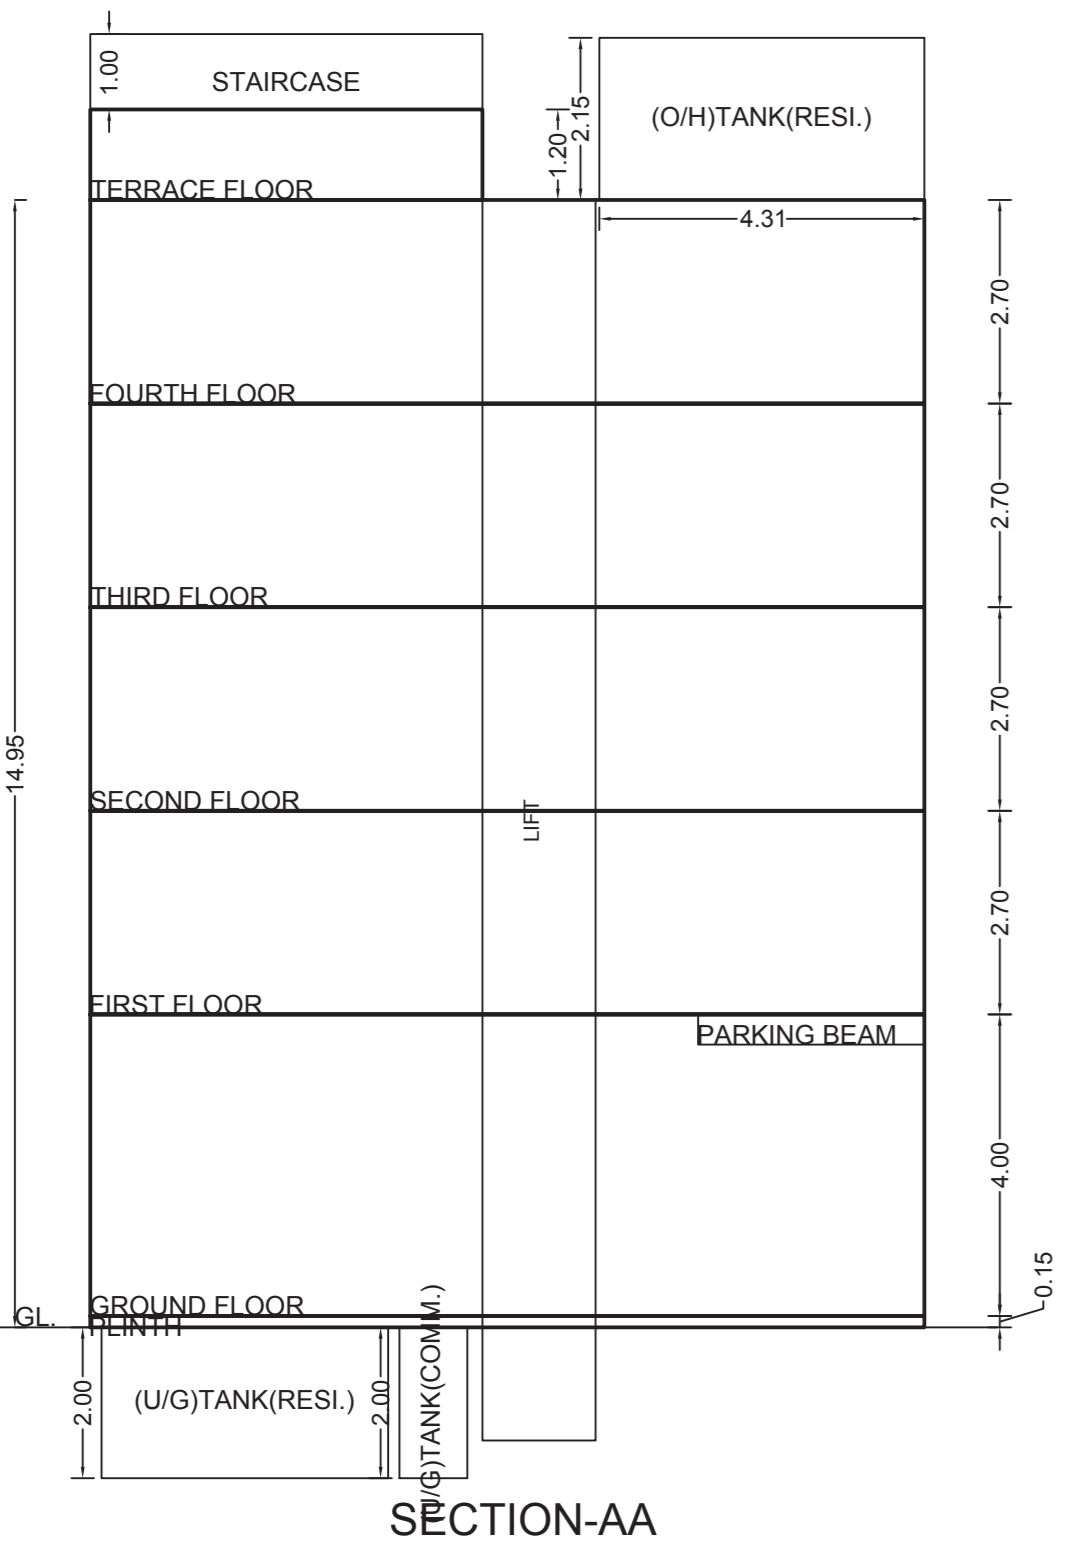 1.00
STAIRCASE
2.15
(O/H)TANK(RESI.)
1.20
TERRACE FLOOR
4.31
2.70
FOURTH FLOOR
2.70
THIRD FLOOR
2.70
14.95
SECOND FLOOR
LIFT
2.70
FIRST FLOOR
PARKING BEAM
4.00
0.15
GROUND FLOOR
GL.
PLINTH
2.00
(U/G)TANK(RESI.)
2.00
(U/G)TANK(COMM.)
SECTION-AA